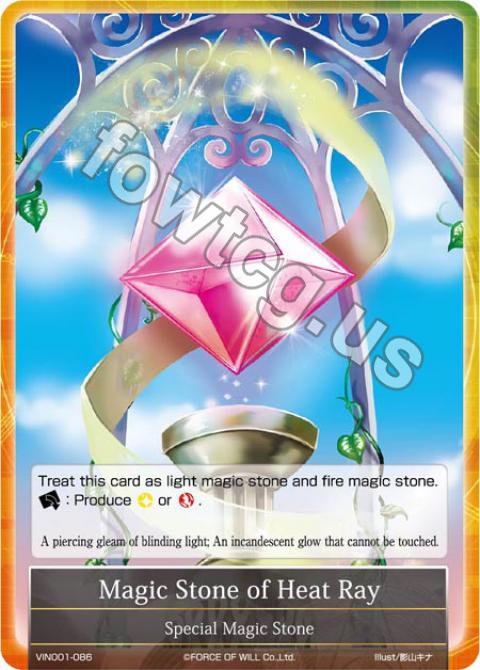 fowtcg.us
Treat this card as light magic stone and fire magic stone.
: Produce or .
A piercing gleam of blinding light; An incandescent glow that cannot be touched.
Magic Stone of Heat Ray
Special Magic Stone
VIN001-086 ©FORCE OF WILL Co.,Ltd. Illust/影山キナ